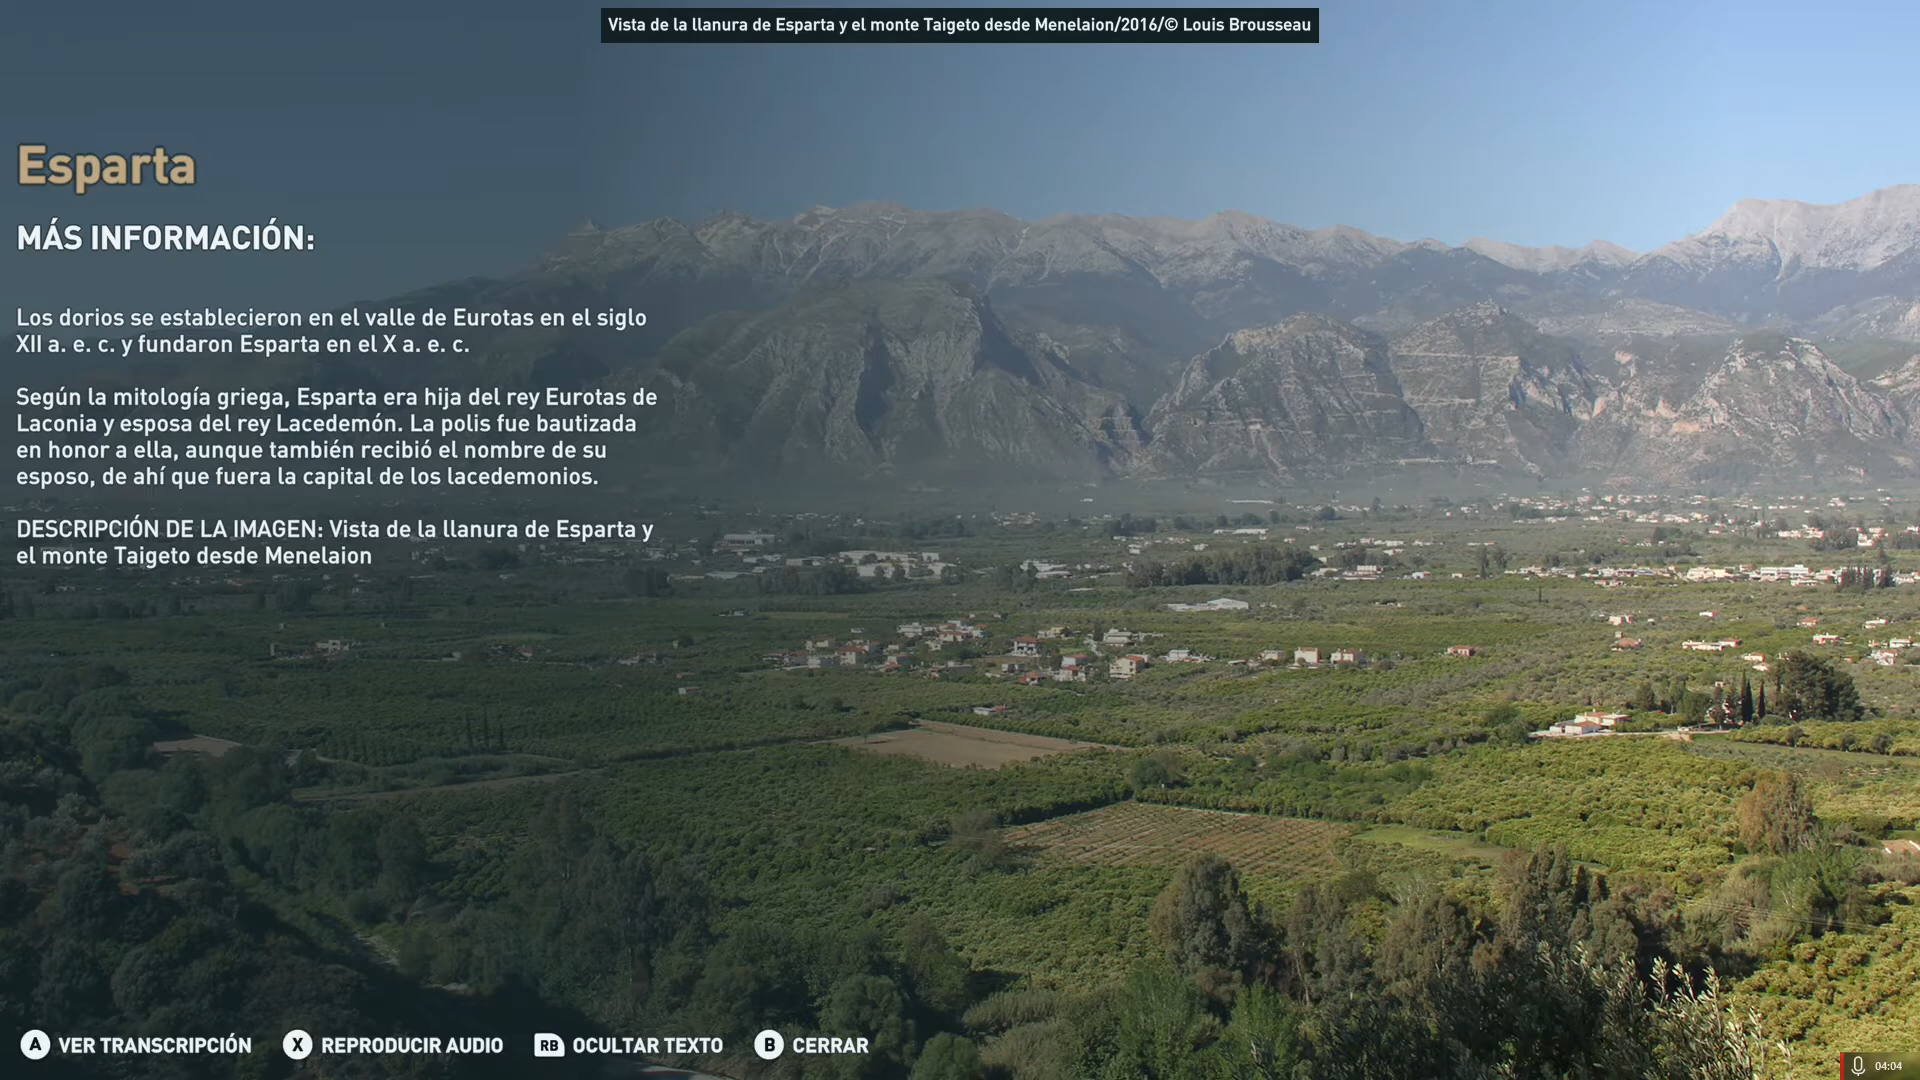 Vista de la llanura de Esparta y el monte Taigeto desde Menelaion/2016/© Louis Brousseau
Esparta
MÁS INFORMACIÓN:
Los dorios se establecieron en el valle de Eurotas en el siglo
XII a. e. c. y fundaron Esparta en el X a. e. c.
Según la mitología griega, Esparta era hija del rey Eurotas de
Laconia y esposa del rey Lacedemón. La polis fue bautizada
en honor a ella, aunque también recibió el nombre de su
esposo, de ahí que fuera la capital de los lacedemonios.
DESCRIPCIÓN DE LA IMAGEN: Vista de la llanura de Esparta y
el monte Taigeto desde Menelaion
A VER TRANSCRIPCIÓN X REPRODUCIR AUDIO RB OCULTAR TEXTO B CERRAR
04:04